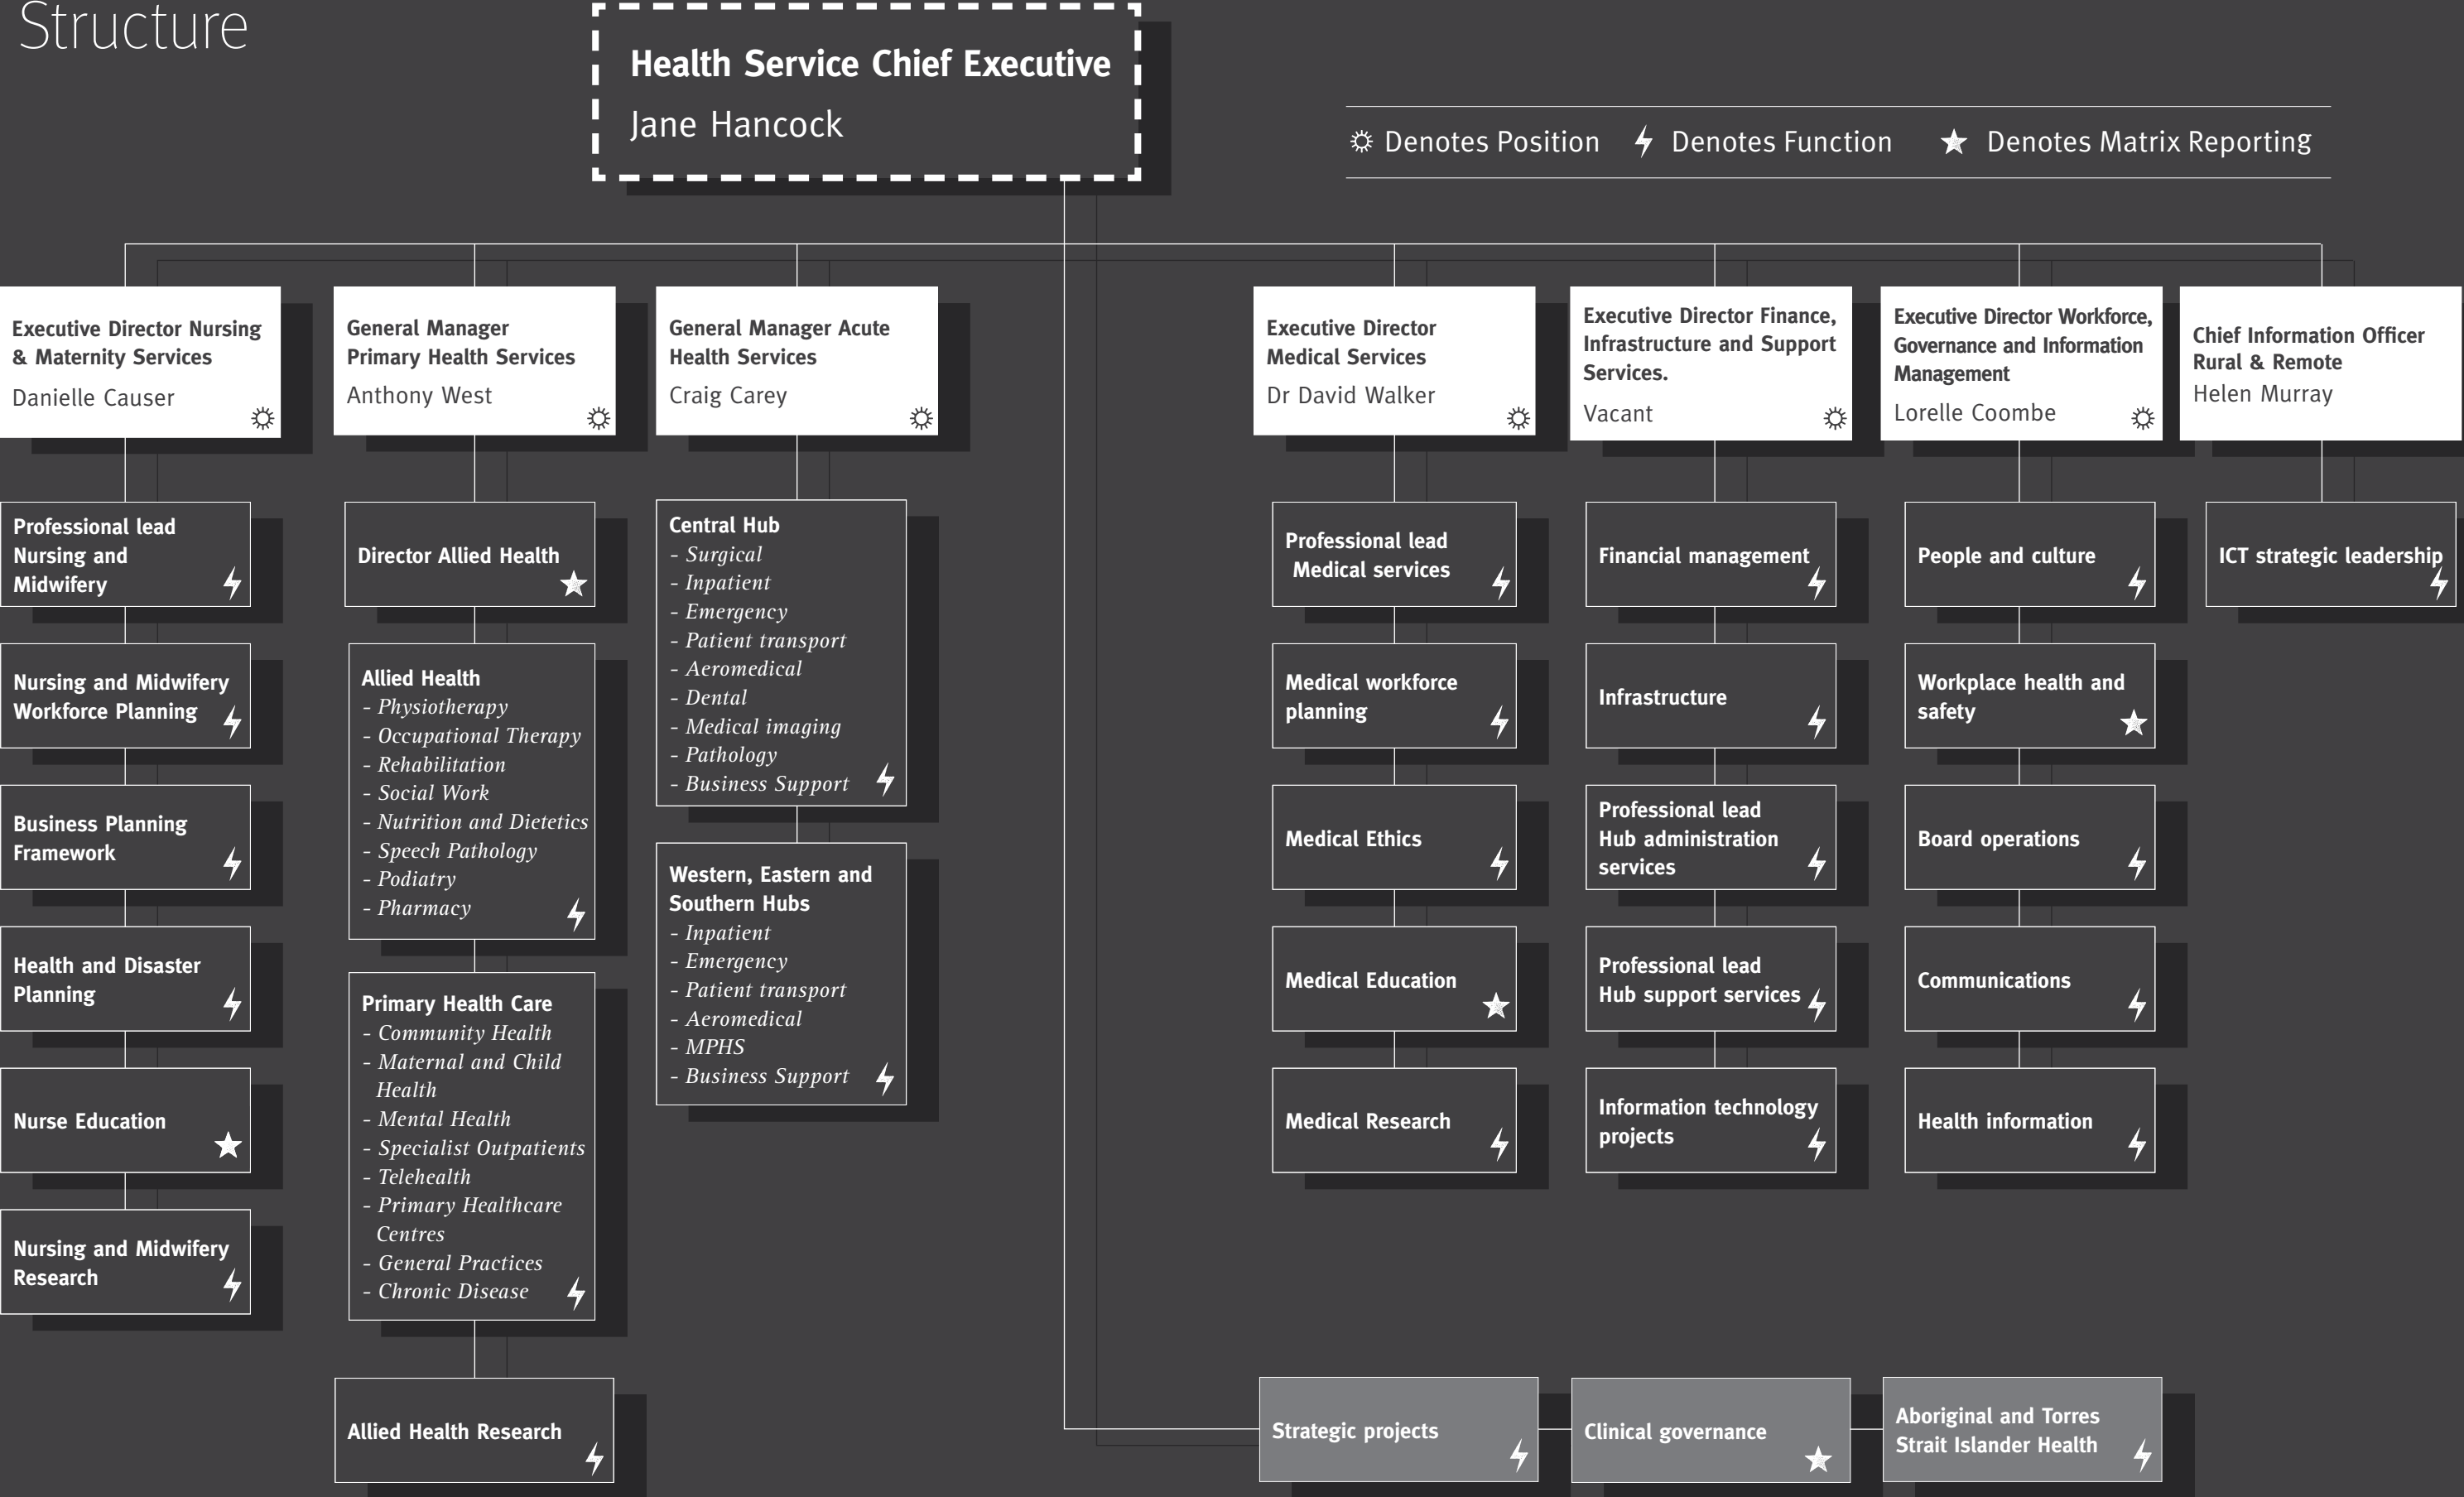 Structure
Health Service Chief Executive
Jane Hancock
Denotes Position
Denotes Function
Denotes Matrix Reporting
Executive Director Nursing
& Maternity Services
Danielle Causer
General Manager
Primary Health Services
Anthony West
General Manager Acute
Health Services
Craig Carey
Executive Director
Medical Services
Dr David Walker
Executive Director Finance,
Infrastructure and Support
Services.
Vacant
Executive Director Workforce,
Governance and Information
Management
Lorelle Coombe
Chief Information Officer
Rural & Remote
Helen Murray
Professional lead
Nursing and
Midwifery
Nursing and Midwifery
Workforce Planning
Business Planning
Framework
Health and Disaster
Planning
Nurse Education
Nursing and Midwifery
Research
Director Allied Health
Allied Health
- Physiotherapy
- Occupational Therapy
- Rehabilitation
- Social Work
- Nutrition and Dietetics
- Speech Pathology
- Podiatry
- Pharmacy
Primary Health Care
- Community Health
- Maternal and Child
Health
- Mental Health
- Specialist Outpatients
- Telehealth
- Primary Healthcare
Centres
- General Practices
- Chronic Disease
Allied Health Research
Central Hub
- Surgical
- Inpatient
- Emergency
- Patient transport
- Aeromedical
- Dental
- Medical imaging
- Pathology
- Business Support
Western, Eastern and
Southern Hubs
- Inpatient
- Emergency
- Patient transport
- Aeromedical
- MPHS
- Business Support
Professional lead
Medical services
Medical workforce
planning
Medical Ethics
Medical Education
Medical Research
Financial management
Infrastructure
Professional lead
Hub administration
services
Professional lead
Hub support services
Information technology
projects
People and culture
Workplace health and
safety
Board operations
Communications
Health information
ICT strategic leadership
Strategic projects
Clinical governance
Aboriginal and Torres
Strait Islander Health